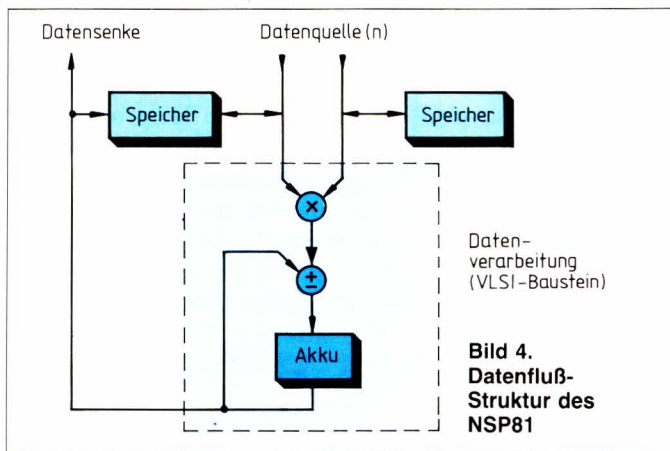 Datensenke
Datenquelle (n)
Speicher
Speicher
×
±
Akku
Daten-
verarbeitung
(VLSI-Baustein)
Bild 4.
Datenfluß-
Struktur des
NSP81